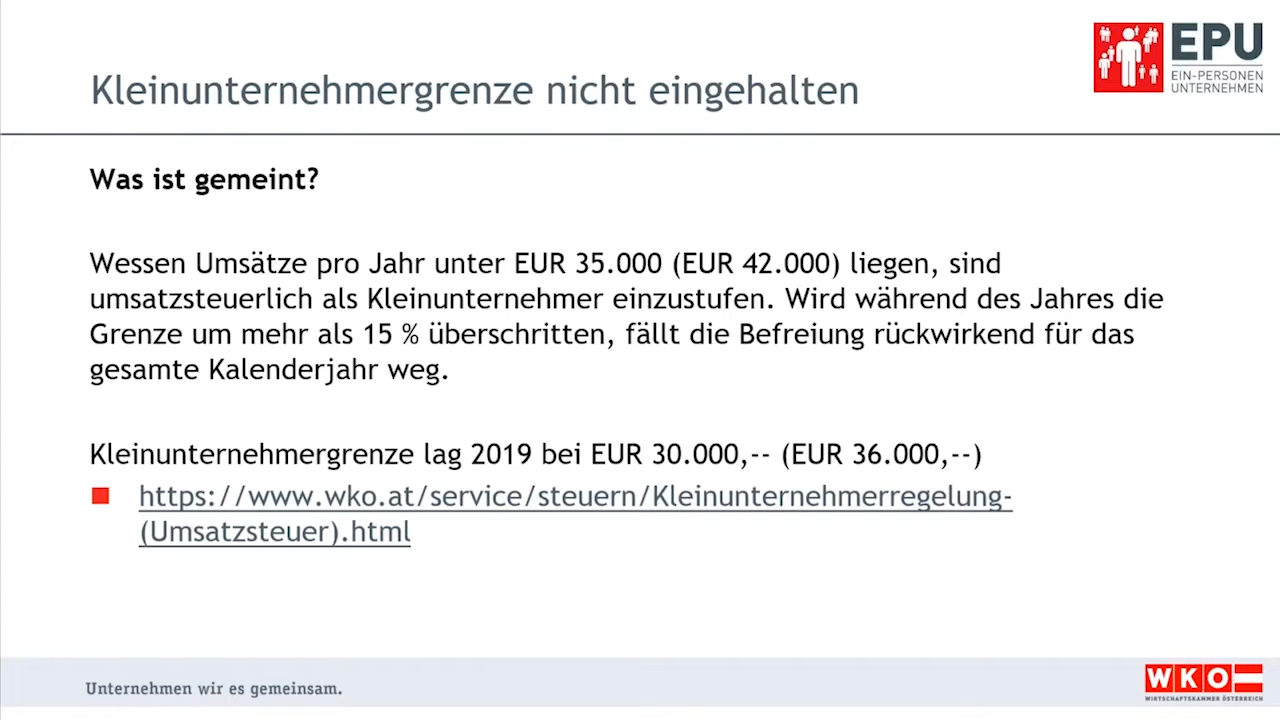 Kleinunternehmergrenze nicht eingehalten
EPU
EIN-PERSONEN
UNTERNEHMEN
Was ist gemeint?
Wessen Umsätze pro Jahr unter EUR 35.000 (EUR 42.000) liegen, sind
umsatzsteuerlich als Kleinunternehmer einzustufen. Wird während des Jahres die
Grenze um mehr als 15 % überschritten, fällt die Befreiung rückwirkend für das
gesamte Kalenderjahr weg.
Kleinunternehmergrenze lag 2019 bei EUR 30.000,-- (EUR 36.000,--)
https://www.wko.at/service/steuern/Kleinunternehmerregelung-
(Umsatzsteuer).html
Unternehmen wir es gemeinsam.
WKO
WIRTSCHAFTSKAMMER ÖSTERREICH